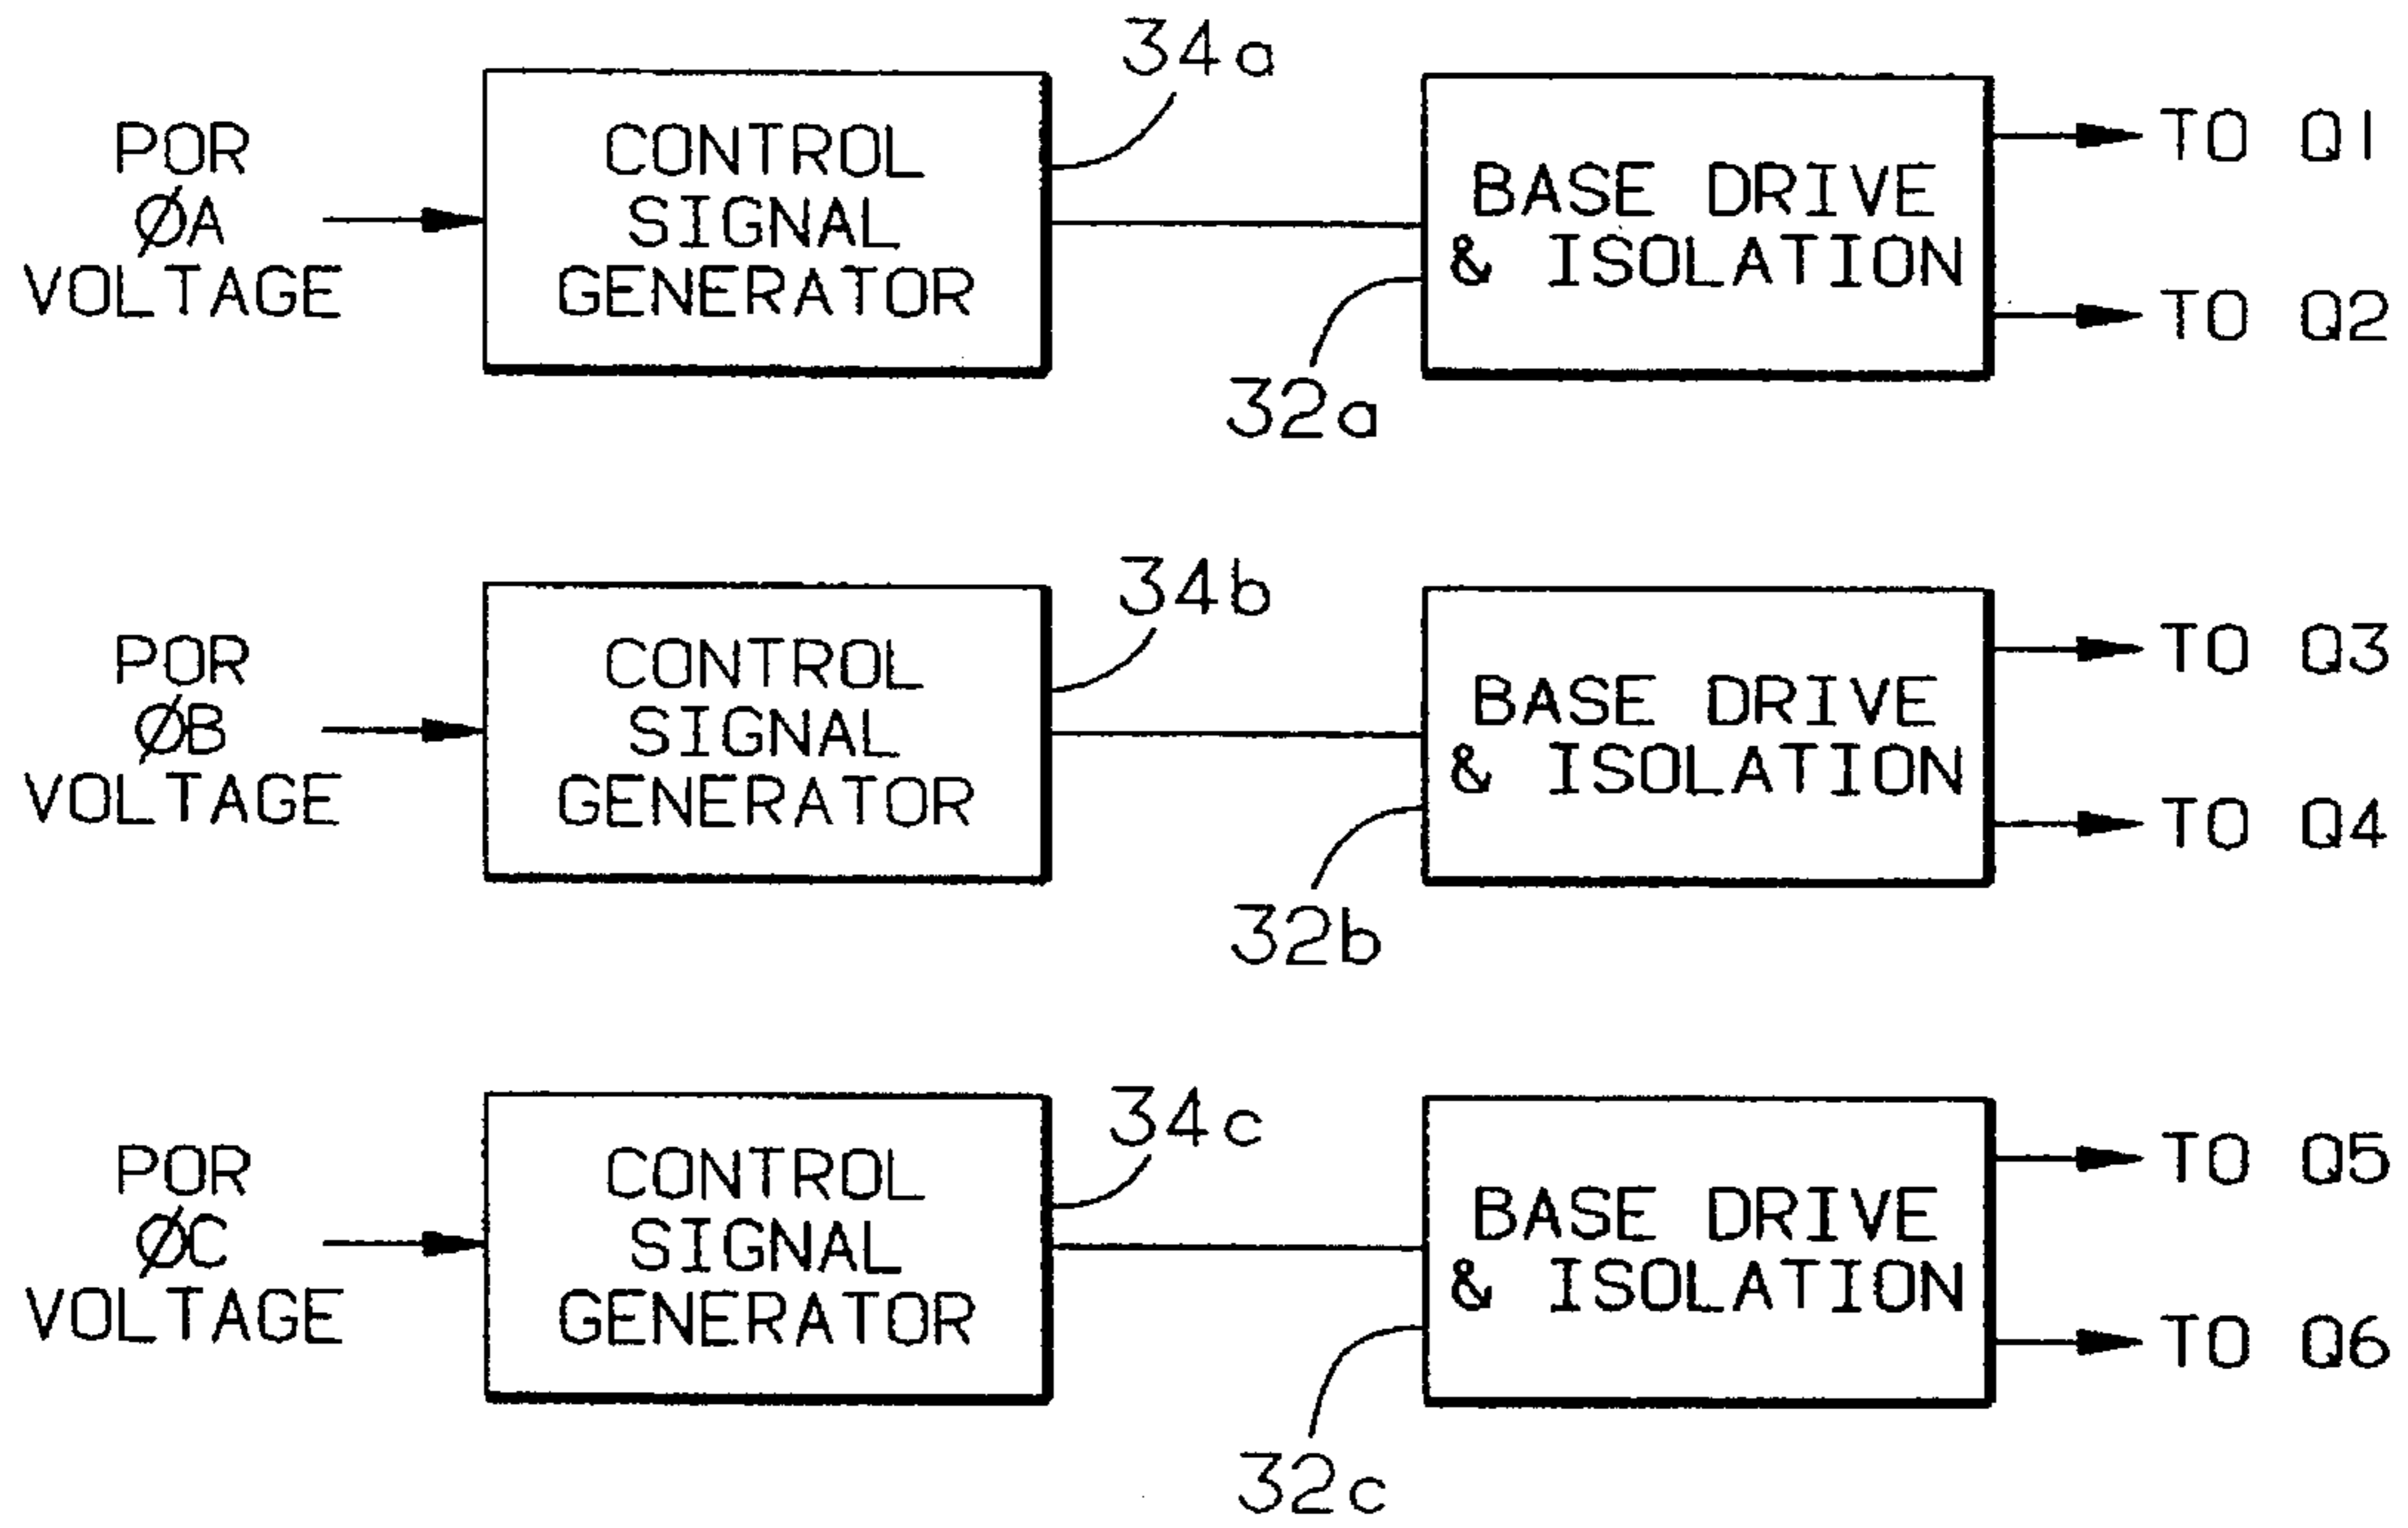 34a
POR
ØA
VOLTAGE
CONTROL
SIGNAL
GENERATOR
BASE DRIVE
& ISOLATION
TO Q1
TO Q2
32a
34b
POR
ØB
VOLTAGE
CONTROL
SIGNAL
GENERATOR
BASE DRIVE
& ISOLATION
TO Q3
TO Q4
32b
34c
POR
ØC
VOLTAGE
CONTROL
SIGNAL
GENERATOR
BASE DRIVE
& ISOLATION
TO Q5
TO Q6
32c